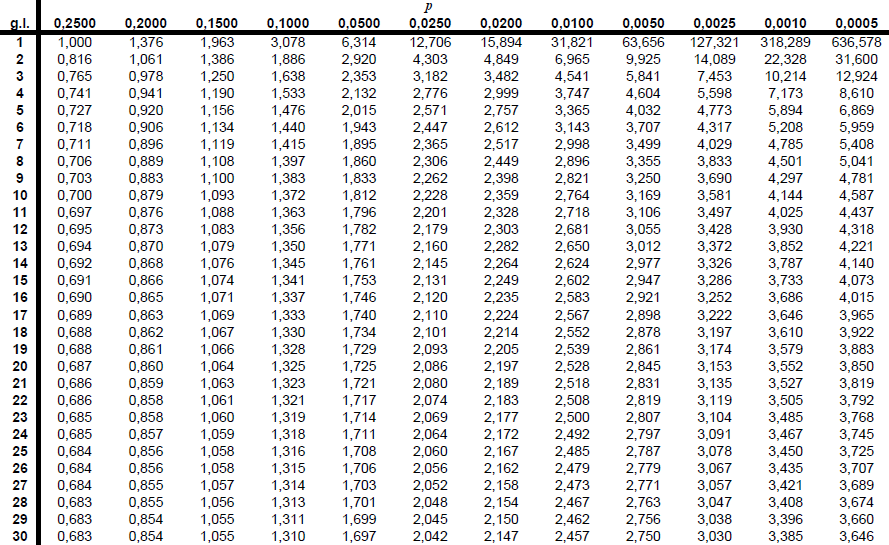 p
g.l. 0,2500 0,2000 0,1500 0,1000 0,0500 0,0250 0,0200 0,0100 0,0050 0,0025 0,0010 0,0005
1 1,000 1,376 1,963 3,078 6,314 12,706 15,894 31,821 63,656 127,321 318,289 636,578
2 0,816 1,061 1,386 1,886 2,920 4,303 4,849 6,965 9,925 14,089 22,328 31,600
3 0,765 0,978 1,250 1,638 2,353 3,182 3,482 4,541 5,841 7,453 10,214 12,924
4 0,741 0,941 1,190 1,533 2,132 2,776 2,999 3,747 4,604 5,598 7,173 8,610
5 0,727 0,920 1,156 1,476 2,015 2,571 2,757 3,365 4,032 4,773 5,894 6,869
6 0,718 0,906 1,134 1,440 1,943 2,447 2,612 3,143 3,707 4,317 5,208 5,959
7 0,711 0,896 1,119 1,415 1,895 2,365 2,517 2,998 3,499 4,029 4,785 5,408
8 0,706 0,889 1,108 1,397 1,860 2,306 2,449 2,896 3,355 3,833 4,501 5,041
9 0,703 0,883 1,100 1,383 1,833 2,262 2,398 2,821 3,250 3,690 4,297 4,781
10 0,700 0,879 1,093 1,372 1,812 2,228 2,359 2,764 3,169 3,581 4,144 4,587
11 0,697 0,876 1,088 1,363 1,796 2,201 2,328 2,718 3,106 3,497 4,025 4,437
12 0,695 0,873 1,083 1,356 1,782 2,179 2,303 2,681 3,055 3,428 3,930 4,318
13 0,694 0,870 1,079 1,350 1,771 2,160 2,282 2,650 3,012 3,372 3,852 4,221
14 0,692 0,868 1,076 1,345 1,761 2,145 2,264 2,624 2,977 3,326 3,787 4,140
15 0,691 0,866 1,074 1,341 1,753 2,131 2,249 2,602 2,947 3,286 3,733 4,073
16 0,690 0,865 1,071 1,337 1,746 2,120 2,235 2,583 2,921 3,252 3,686 4,015
17 0,689 0,863 1,069 1,333 1,740 2,110 2,224 2,567 2,898 3,222 3,646 3,965
18 0,688 0,862 1,067 1,330 1,734 2,101 2,214 2,552 2,878 3,197 3,610 3,922
19 0,688 0,861 1,066 1,328 1,729 2,093 2,205 2,539 2,861 3,174 3,579 3,883
20 0,687 0,860 1,064 1,325 1,725 2,086 2,197 2,528 2,845 3,153 3,552 3,850
21 0,686 0,859 1,063 1,323 1,721 2,080 2,189 2,518 2,831 3,135 3,527 3,819
22 0,686 0,858 1,061 1,321 1,717 2,074 2,183 2,508 2,819 3,119 3,505 3,792
23 0,685 0,858 1,060 1,319 1,714 2,069 2,177 2,500 2,807 3,104 3,485 3,768
24 0,685 0,857 1,059 1,318 1,711 2,064 2,172 2,492 2,797 3,091 3,467 3,745
25 0,684 0,856 1,058 1,316 1,708 2,060 2,167 2,485 2,787 3,078 3,450 3,725
26 0,684 0,856 1,058 1,315 1,706 2,056 2,162 2,479 2,779 3,067 3,435 3,707
27 0,684 0,855 1,057 1,314 1,703 2,052 2,158 2,473 2,771 3,057 3,421 3,689
28 0,683 0,855 1,056 1,313 1,701 2,048 2,154 2,467 2,763 3,047 3,408 3,674
29 0,683 0,854 1,055 1,311 1,699 2,045 2,150 2,462 2,756 3,038 3,396 3,660
30 0,683 0,854 1,055 1,310 1,697 2,042 2,147 2,457 2,750 3,030 3,385 3,646